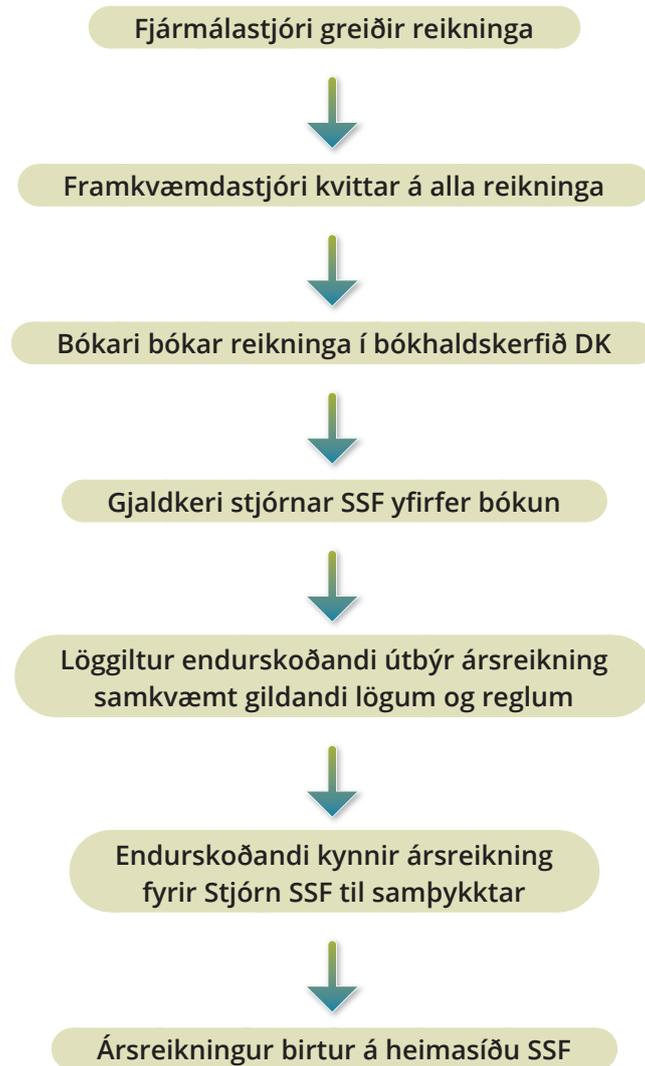 Fjármálastjóri greiðir reikninga
Framkvæmdastjóri kvittar á alla reikninga
Bókari bókar reikninga í bókhaldskerfið DK
Gjaldkeri stjórnar SSF yfirfer bókun
Löggiltur endurskoðandi útbýr ársreikning
samkvæmt gildandi lögum og reglum
Endurskoðandi kynnir ársreikning
fyrir Stjórn SSF til samþykktar
Ársreikningur birtur á heimasíðu SSF